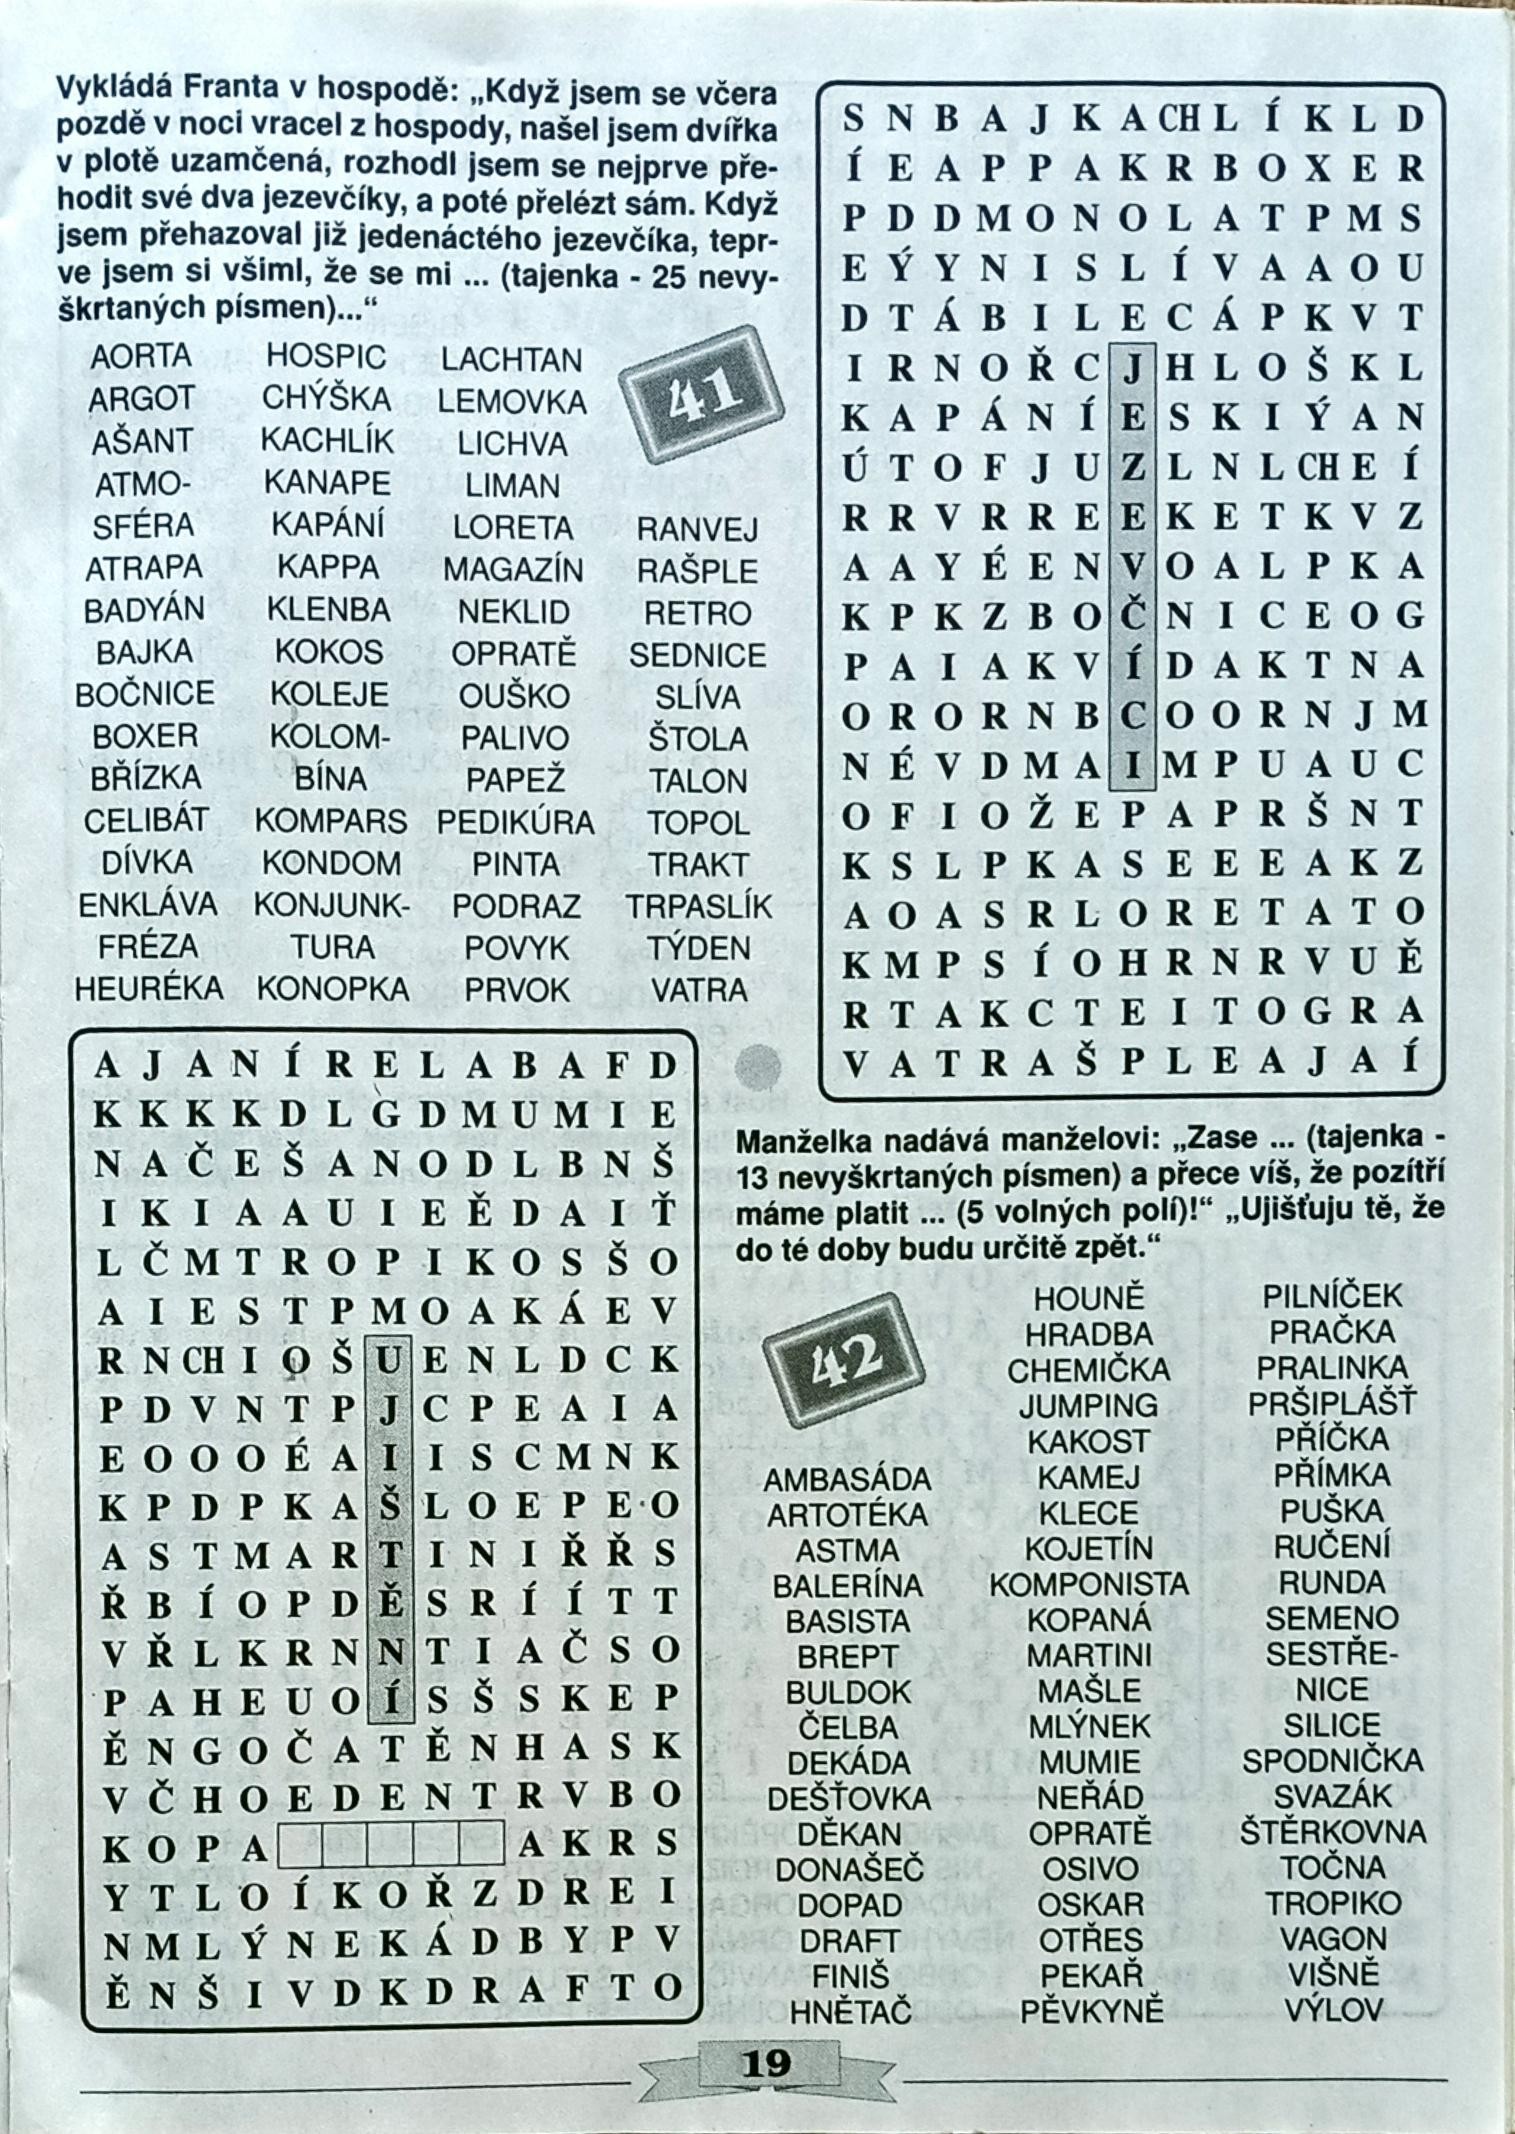 Vykládá Franta v hospodě: „Když jsem se včera
pozdě v noci vracel z hospody, našel jsem dvířka
v plotě uzamčená, rozhodl jsem se nejprve pře-
hodit své dva jezevčíky, a poté přelézt sám. Když
jsem přehazoval již jedenáctého jezevčíka, tepr-
ve jsem si všiml, že se mi ... (tajenka - 25 nevy-
škrtaných písmen)...“
41
AORTA HOSPIC LACHTAN
ARGOT CHÝŠKA LEMOVKA
AŠANT KACHLÍK LICHVA
ATMO- KANAPE LIMAN
SFÉRA KAPÁNÍ LORETA RANVEJ
ATRAPA KAPPA MAGAZÍN RAŠPLE
BADYÁN KLENBA NEKLID RETRO
BAJKA KOKOS OPRATĚ SEDNICE
BOČNICE KOLEJE OUŠKO SLÍVA
BOXER KOLOM- PALIVO ŠTOLA
BŘÍZKA BÍNA PAPEŽ TALON
CELIBÁT KOMPARS PEDIKÚRA TOPOL
DÍVKA KONDOM PINTA TRAKT
ENKLÁVA KONJUNK- PODRAZ TRPASLÍK
FRÉZA TURA POVYK TÝDEN
HEURÉKA KONOPKA PRVOK VATRA
S N B A J K A CH L Í K L D
Í E A P P A K R B O X E R
P D D M O N O L A T P M S
E Ý Y N I S L Í V A A O U
D T Á B I L E C Á P K V T
I R N O Ř C J H L O Š K L
K A P Á N Í E S K I Ý A N
Ú T O F J U Z L N L CH E Í
R R V R R E E K E T K V Z
A A Y É E N V O A L P K A
K P K Z B O Č N I C E O G
P A I A K V Í D A K T N A
O R O R N B C O O R N J M
N É V D M A I M P U A U C
O F I O Ž E P A P R Š N T
K S L P K A S E E E A K Z
A O A S R L O R E T A T O
K M P S Í O H R N R V U Ě
R T A K C T E I T O G R A
V A T R A Š P L E A J A Í
A J A N Í R E L A B A F D
K K K K D L G D M U M I E
N A Č E Š A N O D L B N Š
I K I A A U I E Ě D A I Ť
L Č M T R O P I K O S Š O
A I E S T P M O A K Á E V
R N CH I O Š U E N L D C K
P D V N T P J C P E A I A
E O O O É A I I S C M N K
K P D P K A Š L O E P E O
A S T M A R T I N I Ř Ř S
Ř B Í O P D Ě S R Í Í T T
V Ř L K R N N T I A Č S O
P A H E U O Í S Š S K E P
Ě N G O Č A T Ě N H A S K
V Č H O E D E N T R V B O
K O P A A K R S
Y T L O Í K O Ř Z D R E I
N M L Ý N E K Á D B Y P V
Ě N Š I V D K D R A F T O
Manželka nadává manželovi: „Zase ... (tajenka -
13 nevyškrtaných písmen) a přece víš, že pozítří
máme platit ... (5 volných polí)!“ „Ujišťuju tě, že
do té doby budu určitě zpět.“
42
HOUNĚ PILNÍČEK
HRADBA PRAČKA
CHEMIČKA PRALINKA
JUMPING PRŠIPLÁŠŤ
KAKOST PŘÍČKA
AMBASÁDA KAMEJ PŘÍMKA
ARTOTÉKA KLECE PUŠKA
ASTMA KOJETÍN RUČENÍ
BALERÍNA KOMPONISTA RUNDA
BASISTA KOPANÁ SEMENO
BREPT MARTINI SESTŘE-
BULDOK MAŠLE NICE
ČELBA MLÝNEK SILICE
DEKÁDA MUMIE SPODNIČKA
DEŠŤOVKA NEŘÁD SVAZÁK
DĚKAN OPRATĚ ŠTĚRKOVNA
DONAŠEČ OSIVO TOČNA
DOPAD OSKAR TROPIKO
DRAFT OTŘES VAGON
FINIŠ PEKAŘ VIŠNĚ
HNĚTAČ PĚVKYNĚ VÝLOV
19